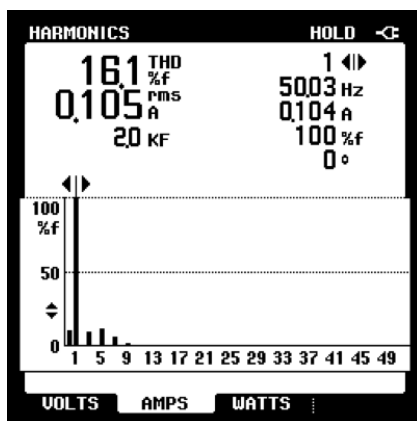 HARMONICS HOLD
16.1 THD %f
0.105 rms A
2.0 KF
1
50.03 Hz
0.104 A
100 %f
0 °
100
%f
50
0
1 5 9 13 17 21 25 29 33 37 41 45 49
VOLTS AMPS WATTS